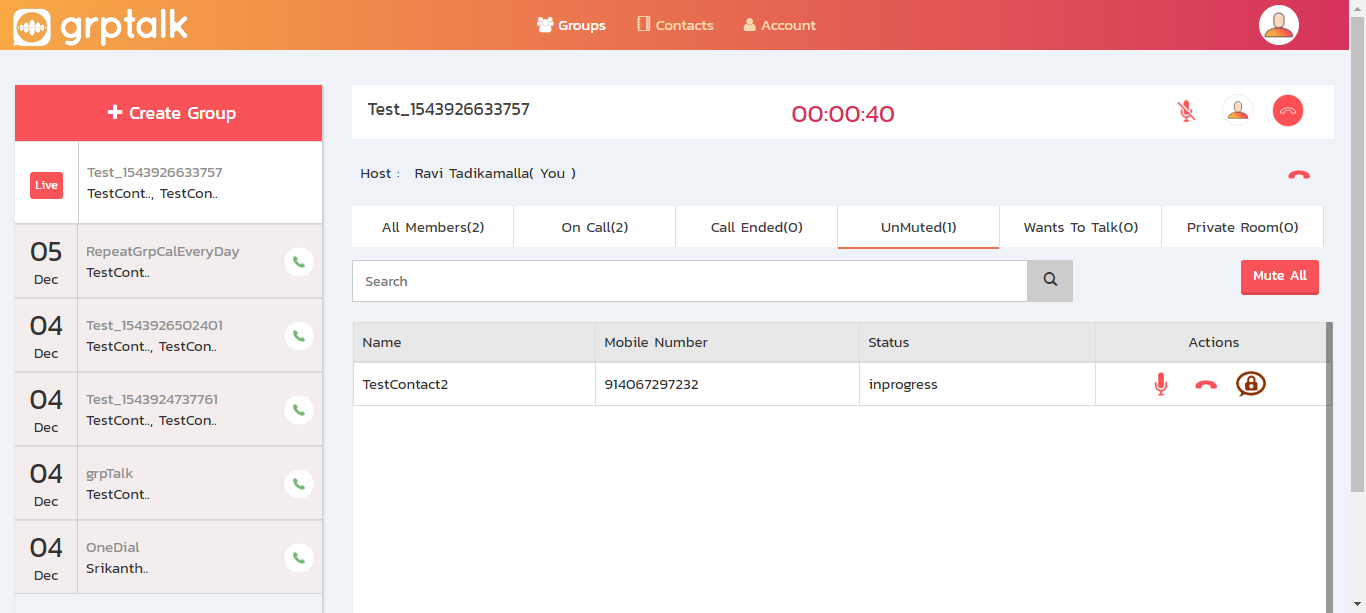 grptalk
Groups
Contacts
Account
Create Group
Live
Test_1543926633757
TestCont.., TestCon..
05
Dec
RepeatGrpCalEveryDay
TestCont..
04
Dec
Test_1543926502401
TestCont.., TestCon..
04
Dec
Test_1543924737761
TestCont.., TestCon..
04
Dec
grpTalk
TestCont..
04
Dec
OneDial
Srikanth..
Test_1543926633757
00:00:40
Host : Ravi Tadikamalla( You )
All Members(2)
On Call(2)
Call Ended(0)
UnMuted(1)
Wants To Talk(0)
Private Room(0)
Search
Mute All
Name
Mobile Number
Status
Actions
TestContact2
914067297232
inprogress